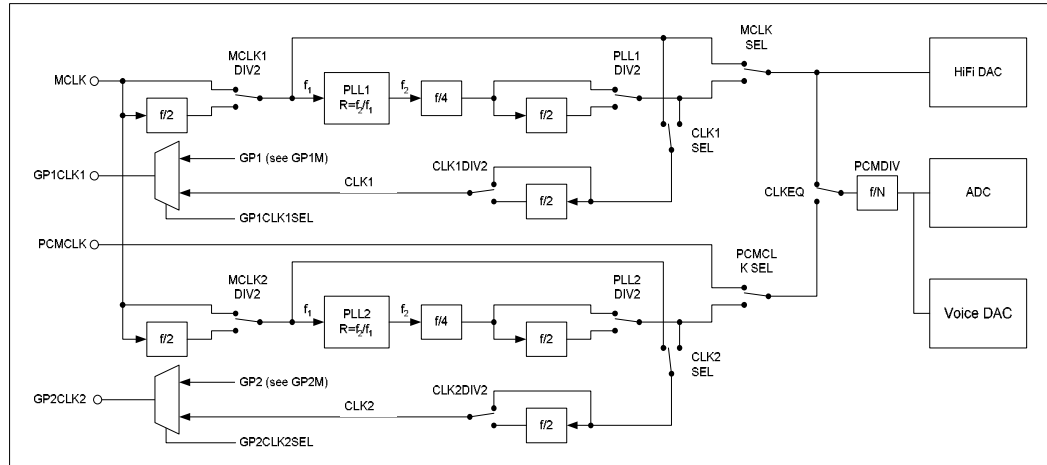 MCLK
MCLK1
DIV2
f/2
f₁
PLL1
R=f₂/f₁
f₂
f/4
f/2
PLL1
DIV2
MCLK
SEL
HiFi DAC
CLK1
SEL
GP1CLK1
GP1 (see GP1M)
CLK1
CLK1DIV2
f/2
GP1CLK1SEL
CLKEQ
PCMDIV
f/N
ADC
PCMCLK
PCMCL
K SEL
MCLK2
DIV2
f/2
f₁
PLL2
R=f₂/f₁
f₂
f/4
f/2
PLL2
DIV2
Voice DAC
CLK2
SEL
GP2CLK2
GP2 (see GP2M)
CLK2
CLK2DIV2
f/2
GP2CLK2SEL